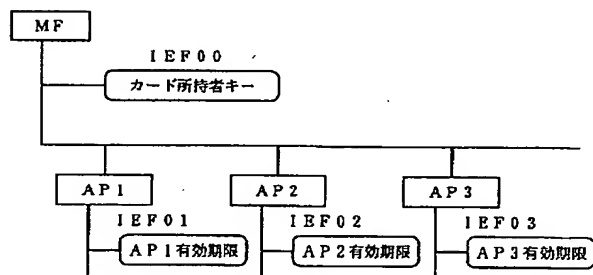 MF
IEF00
カード所持者キー
AP1
AP2
AP3
IEF01
IEF02
IEF03
AP1有効期限
AP2有効期限
AP3有効期限